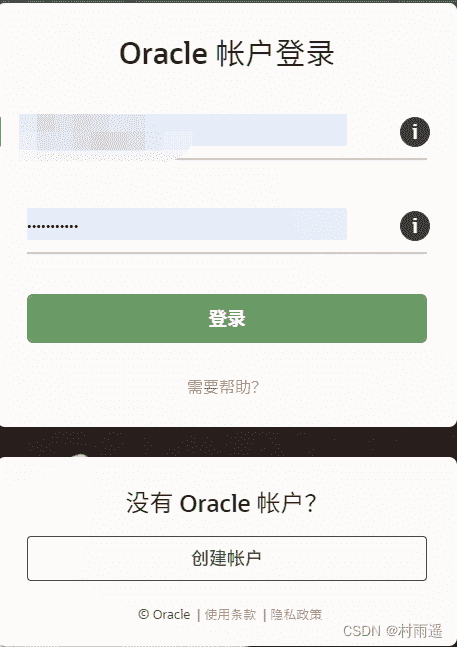 Oracle 帐户登录
•••••••••••
登录
需要帮助?
没有 Oracle 帐户?
创建帐户
© Oracle | 使用条款 | 隐私政策
CSDN @村雨遥